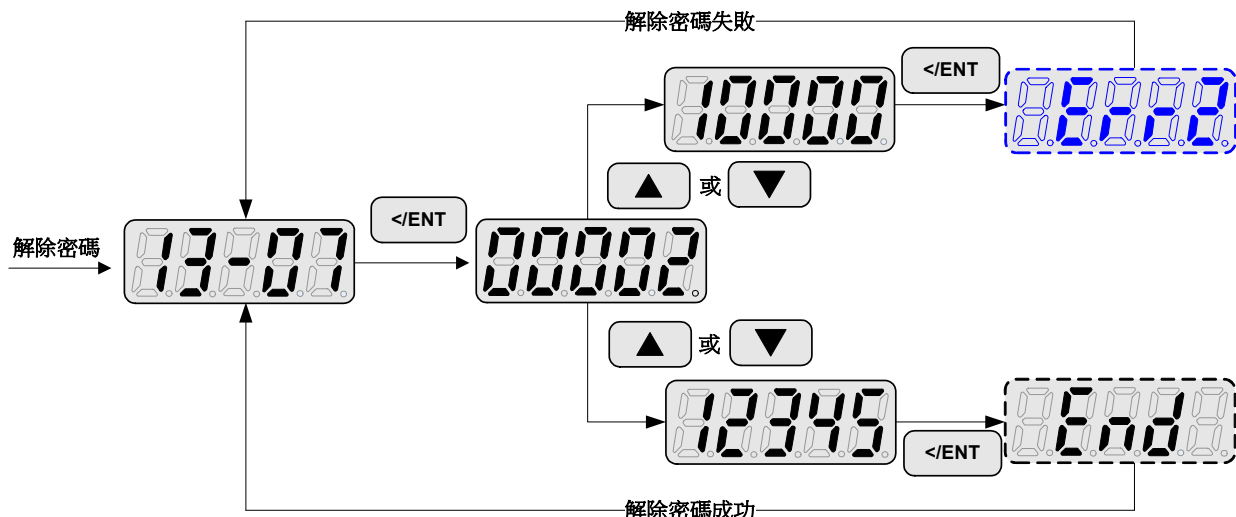 解除密碼失敗
</ENT
10000
Err2
▲ 或 ▼
</ENT
解除密碼
13-07
00002
▲ 或 ▼
12345
End
</ENT
解除密碼成功